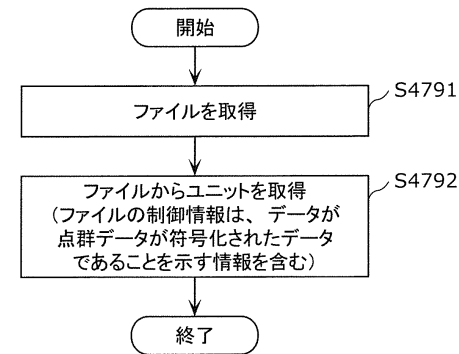 開始
ファイルを取得
S4791
ファイルからユニットを取得
(ファイルの制御情報は、データが
点群データが符号化されたデータ
であることを示す情報を含む)
S4792
終了